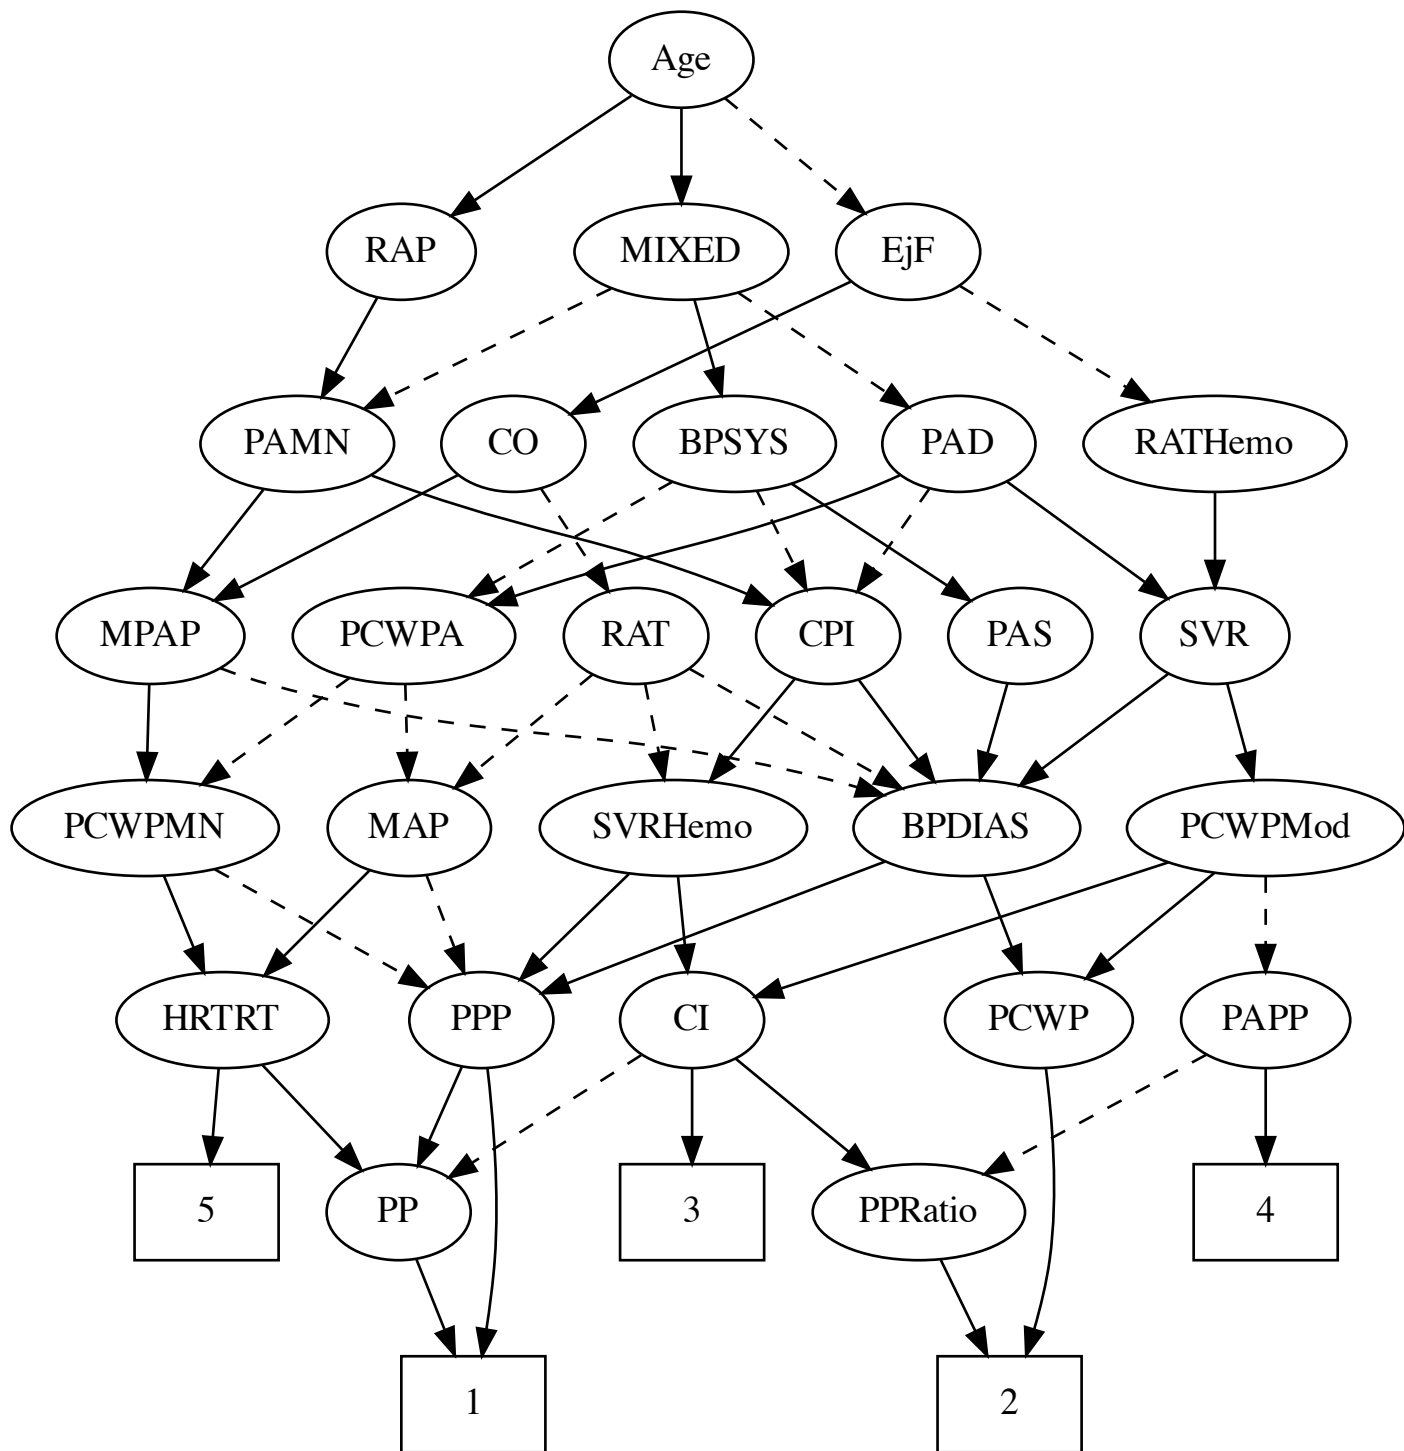 Age
RAP
MIXED
EjF
PAMN
CO
BPSYS
PAD
RATHemo
MPAP
PCWPA
RAT
CPI
PAS
SVR
PCWPMN
MAP
SVRHemo
BPDIAS
PCWPMod
HRTRT
PPP
CI
PCWP
PAPP
5
PP
3
PPRatio
4
1
2